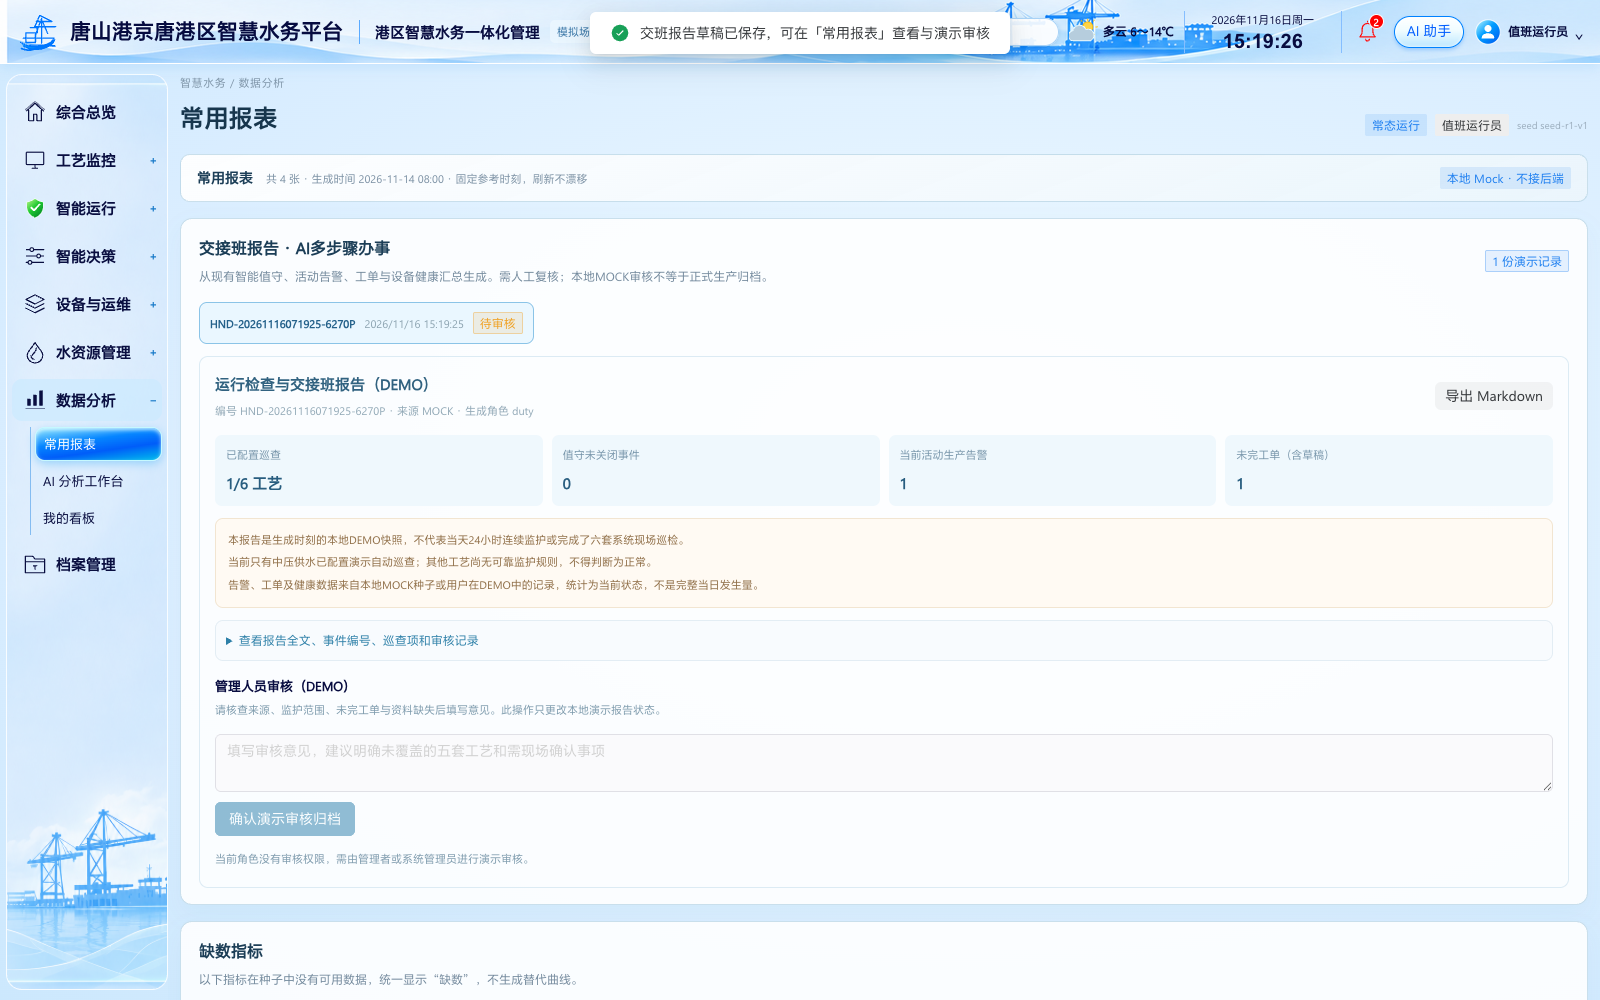 唐山港京唐港区智慧水务平台
港区智慧水务一体化管理
模拟场
交班报告草稿已保存，可在「常用报表」查看与演示审核
多云 6~14℃
2026年11月16日周一
15:19:26
2
AI 助手
值班运行员
综合总览
工艺监控 +
智能运行 +
智能决策 +
设备与运维 +
水资源管理 +
数据分析 −
常用报表
AI 分析工作台
我的看板
档案管理
智慧水务 / 数据分析
常用报表
常态运行
值班运行员
seed seed-r1-v1
常用报表 共 4 张 · 生成时间 2026-11-14 08:00 · 固定参考时刻，刷新不漂移
本地 Mock · 不接后端
交接班报告 · AI多步骤办事
从现有智能值守、活动告警、工单与设备健康汇总生成。需人工复核；本地MOCK审核不等于正式生产归档。
1 份演示记录
HND-20261116071925-6270P 2026/11/16 15:19:25 待审核
运行检查与交接班报告（DEMO）
编号 HND-20261116071925-6270P · 来源 MOCK · 生成角色 duty
导出 Markdown
已配置巡查
1/6 工艺
值守未关闭事件
0
当前活动生产告警
1
未完工单（含草稿）
1
本报告是生成时刻的本地DEMO快照，不代表当天24小时连续监护或完成了六套系统现场巡检。
当前只有中压供水已配置演示自动巡查；其他工艺尚无可靠监护规则，不得判断为正常。
告警、工单及健康数据来自本地MOCK种子或用户在DEMO中的记录，统计为当前状态，不是完整当日发生量。
▶ 查看报告全文、事件编号、巡查项和审核记录
管理人员审核（DEMO）
请核查来源、监护范围、未完工单与资料缺失后填写意见。此操作只更改本地演示报告状态。
填写审核意见，建议明确未覆盖的五套工艺和需现场确认事项
确认演示审核归档
当前角色没有审核权限，需由管理者或系统管理员进行演示审核。
缺数指标
以下指标在种子中没有可用数据，统一显示“缺数”，不生成替代曲线。